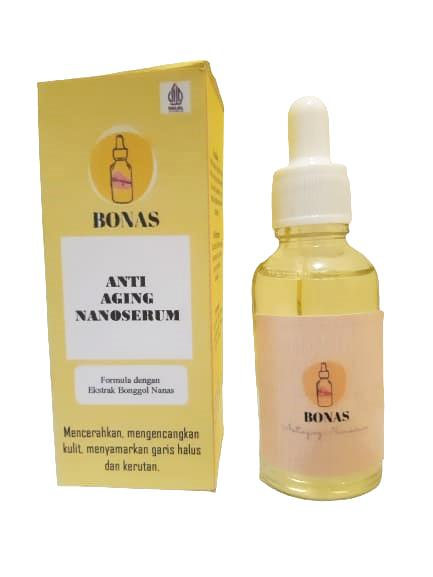 BONAS
ANTI
AGING
NANOSERUM
Formula dengan
Ekstrak Bonggol Nanas
Mencerahkan, mengencangkan
kulit, menyamarkan garis halus
dan kerutan.
BONAS